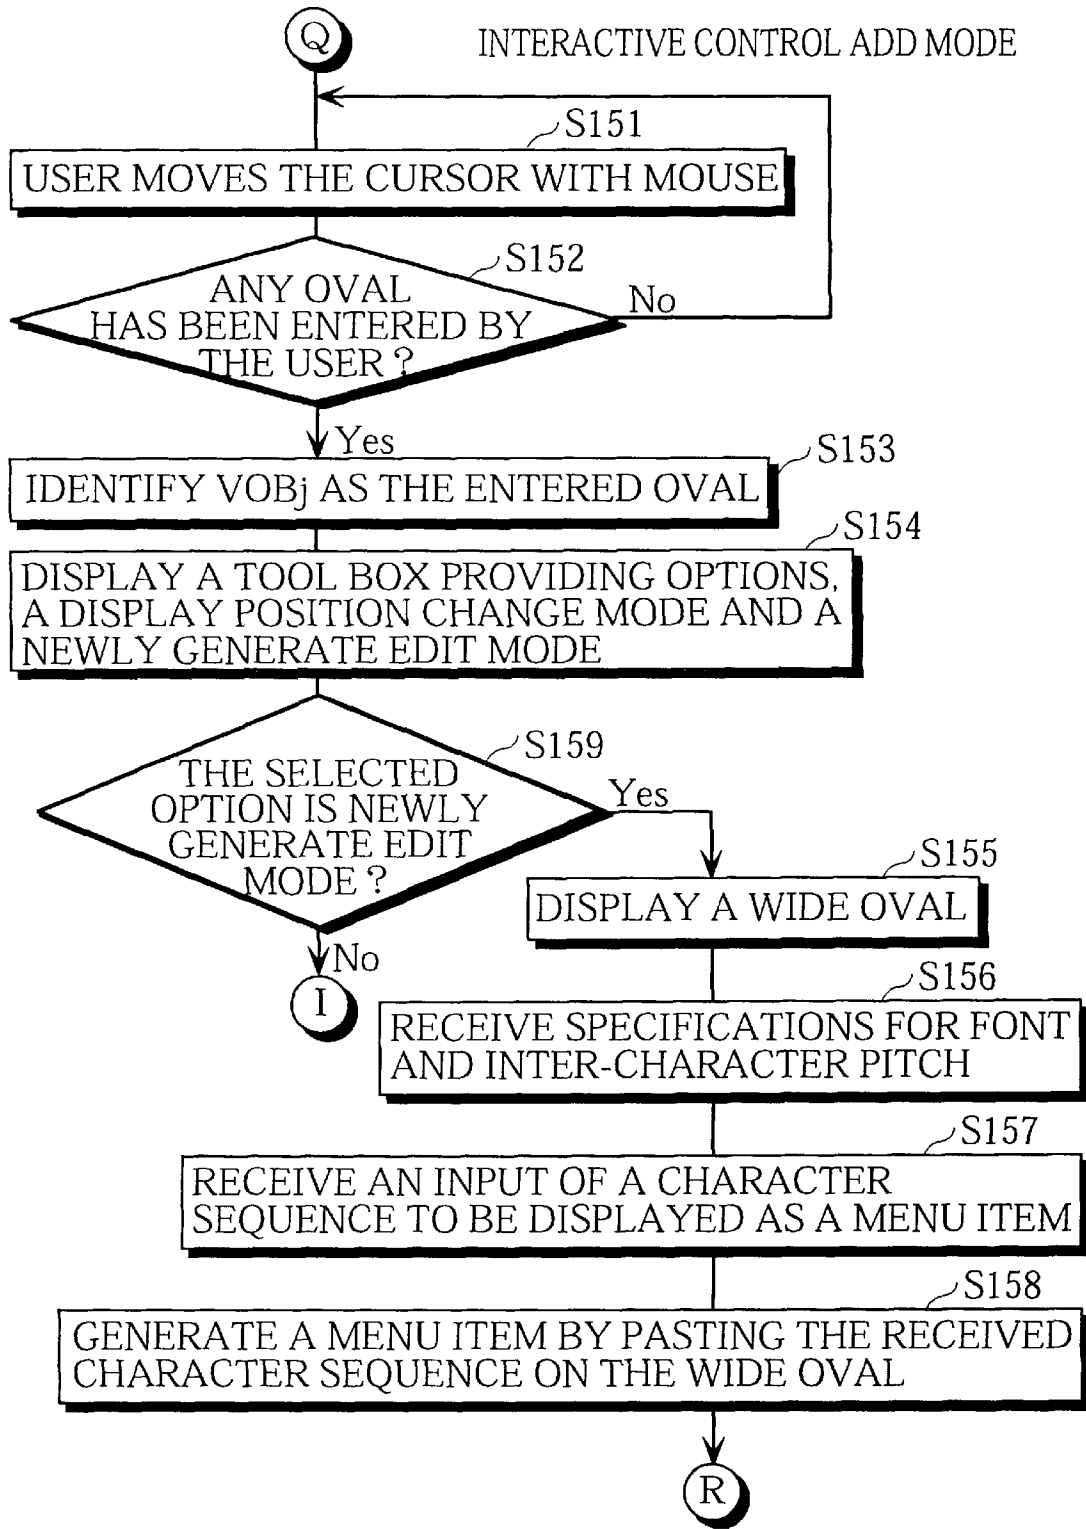 Q
INTERACTIVE CONTROL ADD MODE
S151
USER MOVES THE CURSOR WITH MOUSE
S152
ANY OVAL
HAS BEEN ENTERED BY
THE USER ?
No
Yes
S153
IDENTIFY VOBj AS THE ENTERED OVAL
S154
DISPLAY A TOOL BOX PROVIDING OPTIONS,
A DISPLAY POSITION CHANGE MODE AND A
NEWLY GENERATE EDIT MODE
S159
THE SELECTED
OPTION IS NEWLY
GENERATE EDIT
MODE ?
Yes
No
I
S155
DISPLAY A WIDE OVAL
S156
RECEIVE SPECIFICATIONS FOR FONT
AND INTER-CHARACTER PITCH
S157
RECEIVE AN INPUT OF A CHARACTER
SEQUENCE TO BE DISPLAYED AS A MENU ITEM
S158
GENERATE A MENU ITEM BY PASTING THE RECEIVED
CHARACTER SEQUENCE ON THE WIDE OVAL
R